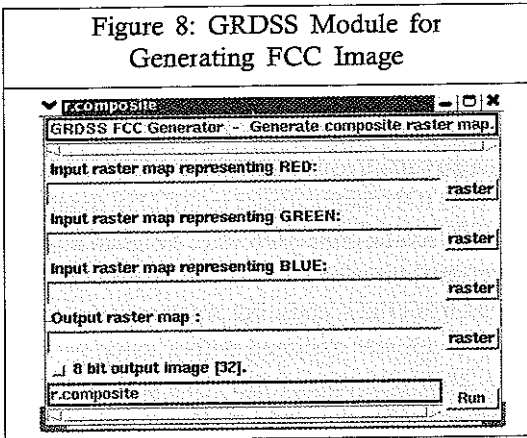 Figure 8: GRDSS Module for
Generating FCC Image
r.composite
GRDSS FCC Generator - Generate composite raster map.
Input raster map representing RED:
raster
Input raster map representing GREEN:
raster
Input raster map representing BLUE:
raster
Output raster map :
raster
8 bit output image [32].
r.composite
Run